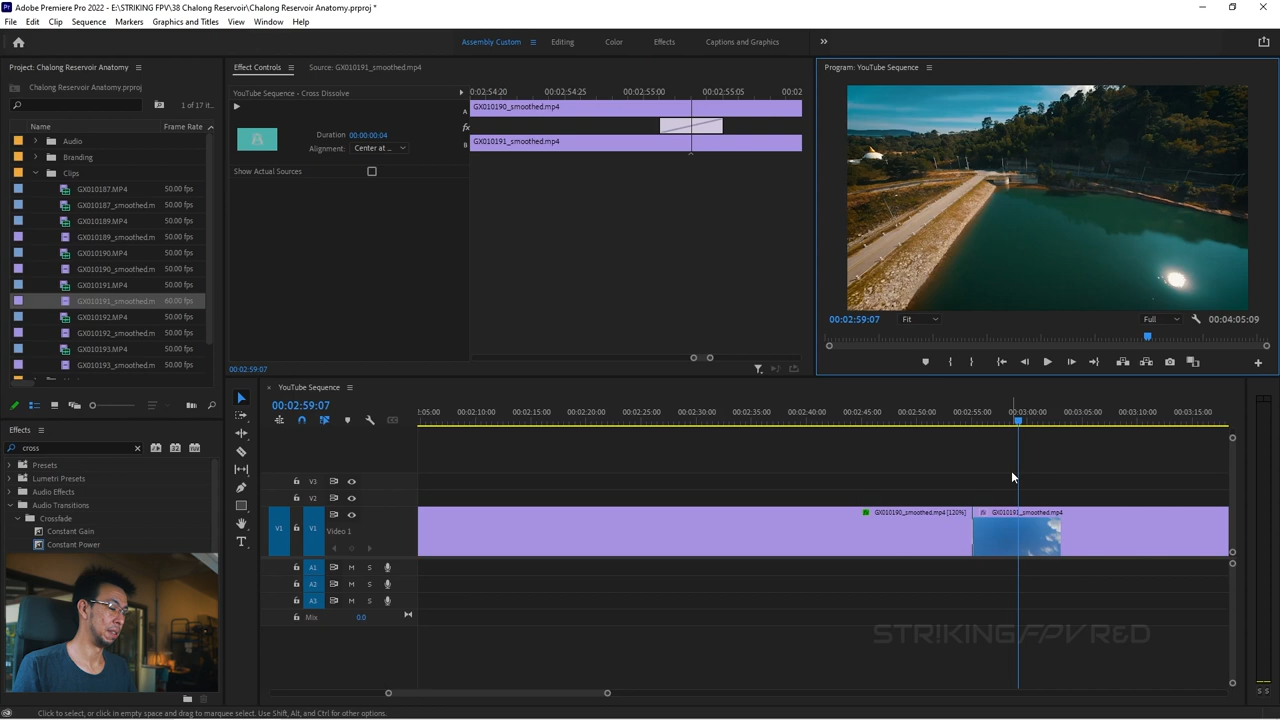 Adobe Premiere Pro 2022 - E:\STRIKING FPV\38 Chalong Reservoir\Chalong Reservoir Anatomy.prproj *
File Edit Clip Sequence Markers Graphics and Titles View Window Help
Assembly Custom Editing Color Effects Captions and Graphics
Project: Chalong Reservoir Anatomy
Chalong Reservoir Anatomy.prproj
1 of 17 it...
Name Frame Rate
Audio
Branding
Clips
GX010187.MP4 50.00 fps
GX010187_smoothed.m 50.00 fps
GX010189.MP4 50.00 fps
GX010189_smoothed.m 50.00 fps
GX010190.MP4 50.00 fps
GX010190_smoothed.m 50.00 fps
GX010191.MP4 50.00 fps
GX010191_smoothed.m 60.00 fps
GX010192.MP4 50.00 fps
GX010192_smoothed.m 50.00 fps
GX010193.MP4 50.00 fps
GX010193_smoothed.m 50.00 fps
Effect Controls Source: GX010191_smoothed.mp4
YouTube Sequence - Cross Dissolve
0:02:54:20 00:02:54:25 00:02:55:00 00:02:55:05 00:02
A GX010190_smoothed.mp4
fx
B GX010191_smoothed.mp4
A
Duration 00:00:00:04
Alignment: Center at ...
Show Actual Sources
00:02:59:07
Program: YouTube Sequence
00:02:59:07 Fit Full 00:04:05:09
Effects
cross
Presets
Lumetri Presets
Audio Effects
Audio Transitions
Crossfade
Constant Gain
Constant Power
YouTube Sequence
00:02:59:07
:05:00 00:02:10:00 00:02:15:00 00:02:20:00 00:02:25:00 00:02:30:00 00:02:35:00 00:02:40:00 00:02:45:00 00:02:50:00 00:02:55:00 00:03:00:00 00:03:05:00 00:03:10:00 00:03:15:00
V3
V2
V1 V1 Video 1
GX010190_smoothed.mp4 [120%] GX010191_smoothed.mp4
A1 M S
A2 M S
A3 M S
Mix 0.0
STRIKING FPV R&D
S S
Click to select, or click in empty space and drag to marquee select. Use Shift, Alt, and Ctrl for other options.